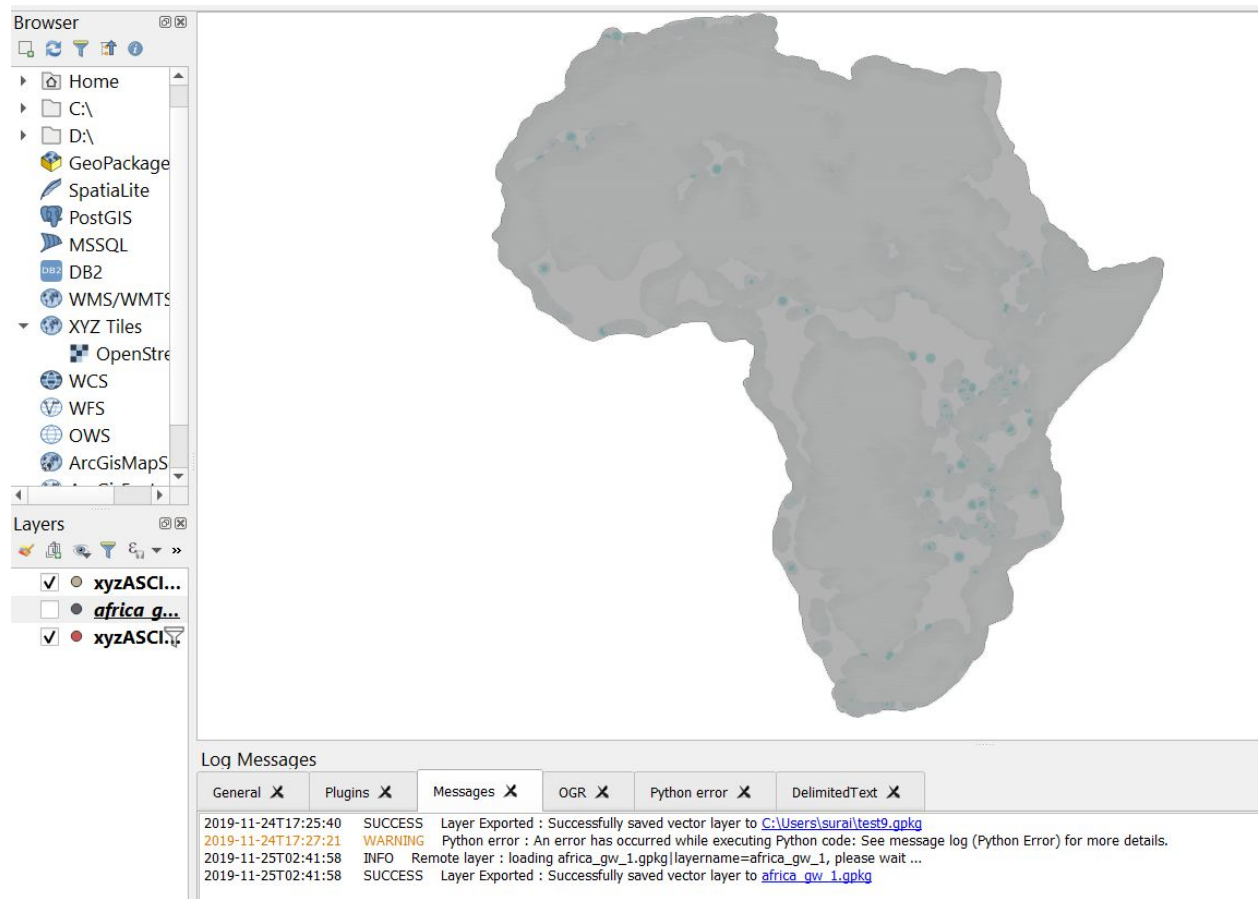 Browser
Home
C:\
D:\
GeoPackage
SpatiaLite
PostGIS
MSSQL
DB2
DB2
WMS/WMTS
XYZ Tiles
OpenStre
WCS
WFS
OWS
ArcGisMapS
Layers
xyzASCI...
africa_g...
xyzASCI...
Log Messages
General Plugins Messages OGR Python error DelimitedText
2019-11-24T17:25:40 SUCCESS Layer Exported : Successfully saved vector layer to C:\Users\surai\test9.gpkg
2019-11-24T17:27:21 WARNING Python error : An error has occurred while executing Python code: See message log (Python Error) for more details.
2019-11-25T02:41:58 INFO Remote layer : loading africa_gw_1.gpkg|layername=africa_gw_1, please wait ...
2019-11-25T02:41:58 SUCCESS Layer Exported : Successfully saved vector layer to africa_gw_1.gpkg